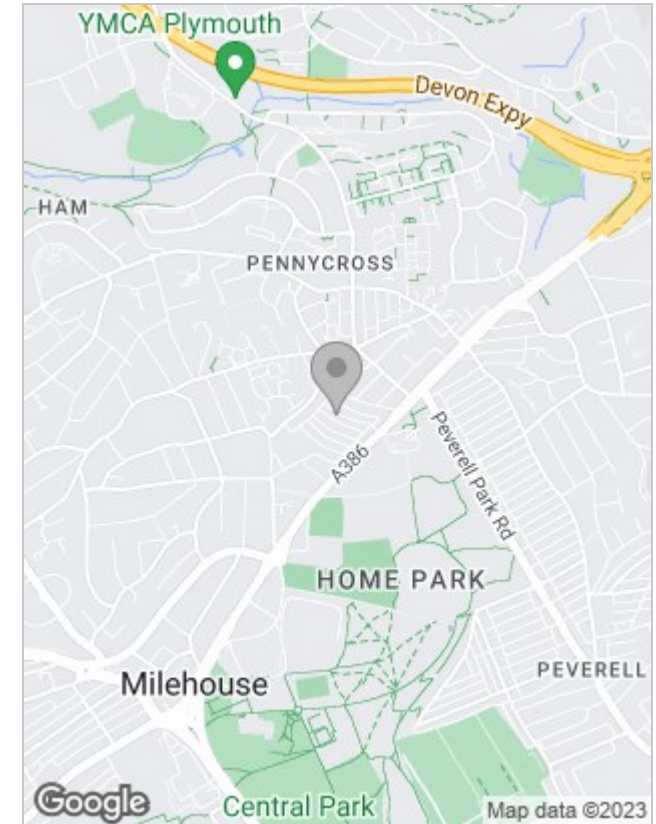 YMCA Plymouth
Devon Expy
HAM
PENNYCROSS
A386
Peverell Park Rd
HOME PARK
PEVERELL
Milehouse
Google
Central Park
Map data ©2023